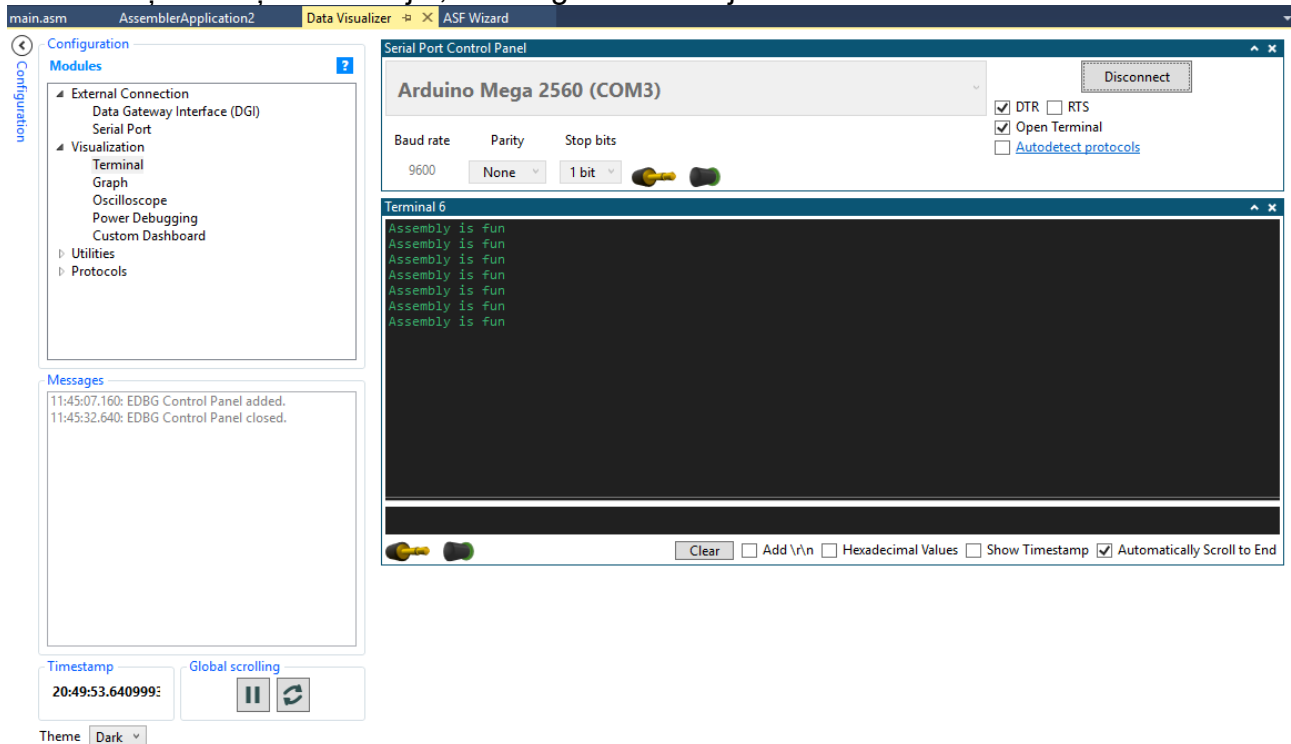 main.asm AssemblerApplication2 Data Visualizer ASF Wizard
Configuration
Configuration
Modules
?
External Connection
Data Gateway Interface (DGI)
Serial Port
Visualization
Terminal
Graph
Oscilloscope
Power Debugging
Custom Dashboard
Utilities
Protocols
Messages
11:45:07.160: EDBG Control Panel added.
11:45:32.640: EDBG Control Panel closed.
Timestamp
20:49:53.640999
Global scrolling
Theme Dark
Serial Port Control Panel
Arduino Mega 2560 (COM3)
Disconnect
DTR RTS
Open Terminal
Autodetect protocols
Baud rate Parity Stop bits
9600 None 1 bit
Terminal 6
Assembly is fun
Assembly is fun
Assembly is fun
Assembly is fun
Assembly is fun
Assembly is fun
Assembly is fun
Clear Add \r\n Hexadecimal Values Show Timestamp Automatically Scroll to End